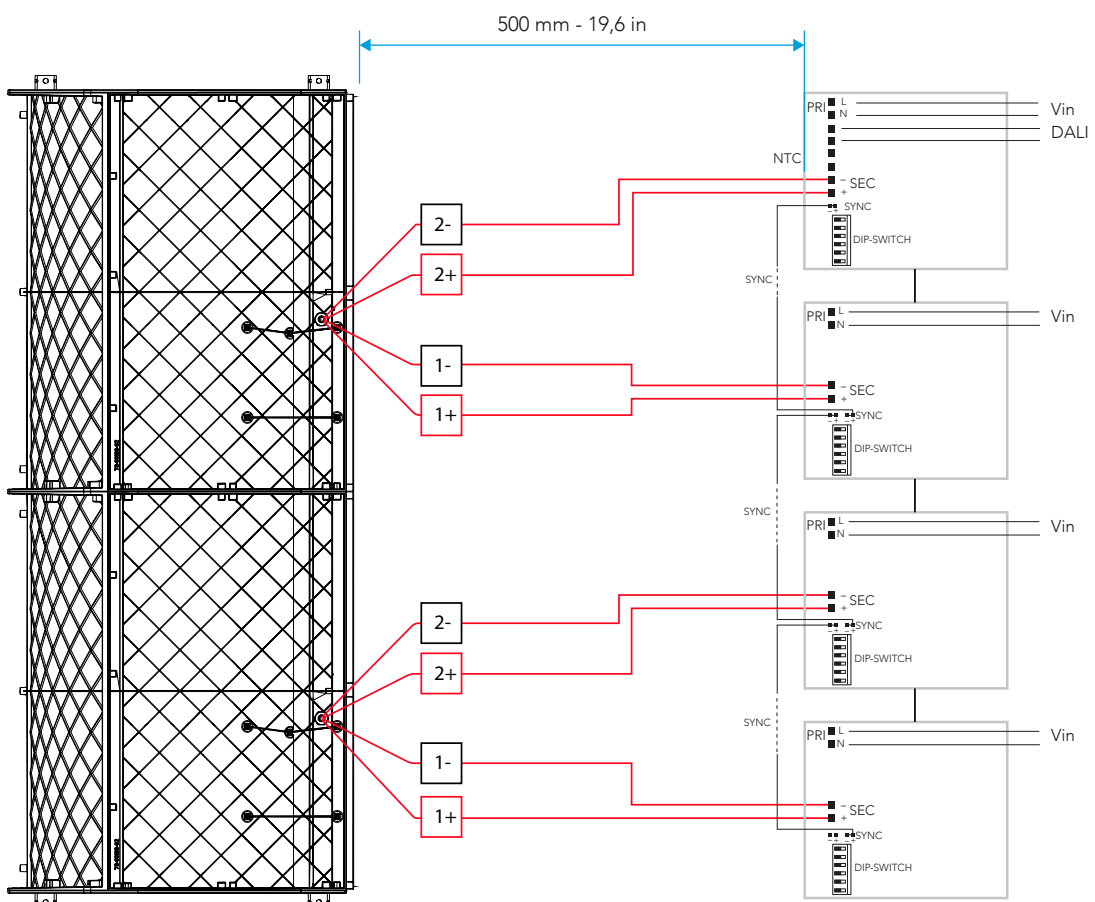 500 mm - 19,6 in
PRI L
N
Vin
DALI
NTC
– SEC
+
SYNC
– +
DIP-SWITCH
2-
2+
SYNC
PRI L
N
Vin
1-
1+
– SEC
+
SYNC
– + – +
DIP-SWITCH
SYNC
PRI L
N
Vin
2-
2+
– SEC
+
SYNC
– + – +
DIP-SWITCH
SYNC
PRI L
N
Vin
1-
1+
– SEC
+
SYNC
– + – +
DIP-SWITCH